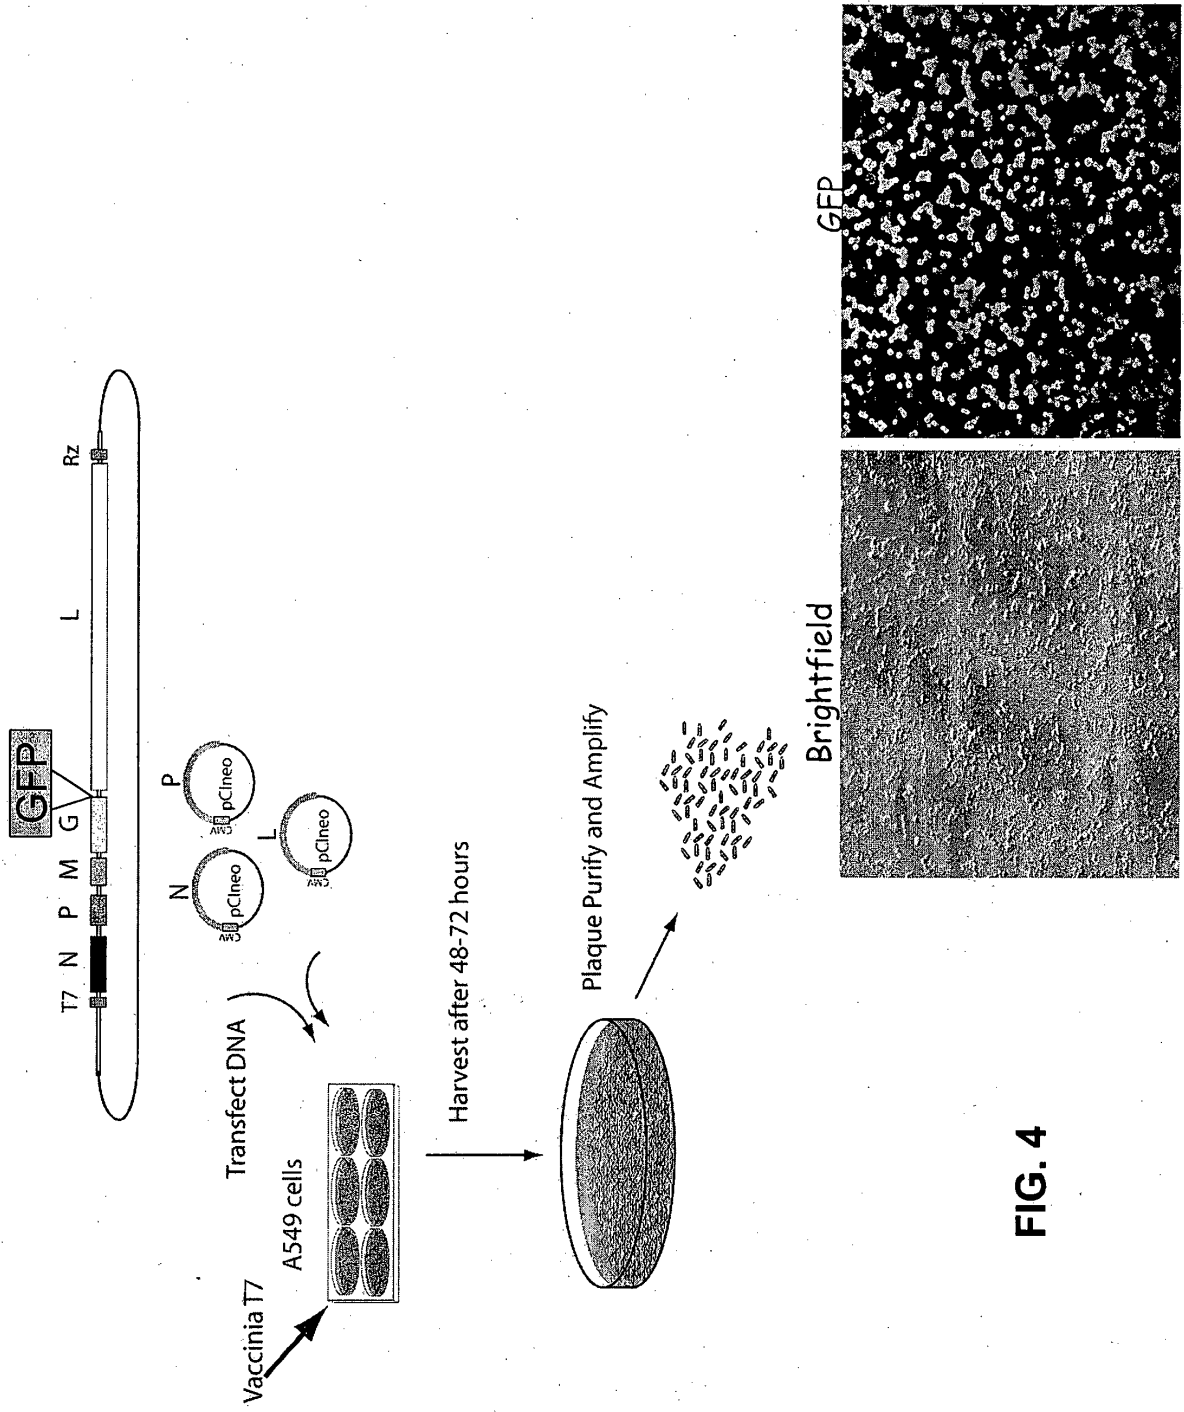 GFP
T7 N P M G L Rz
N
P
L
CMV pCIneo
CMV pCIneo
CMV pCIneo
Transfect DNA
Vaccinia T7
A549 cells
Harvest after 48-72 hours
Plaque Purify and Amplify
Brightfield
GFP
FIG. 4